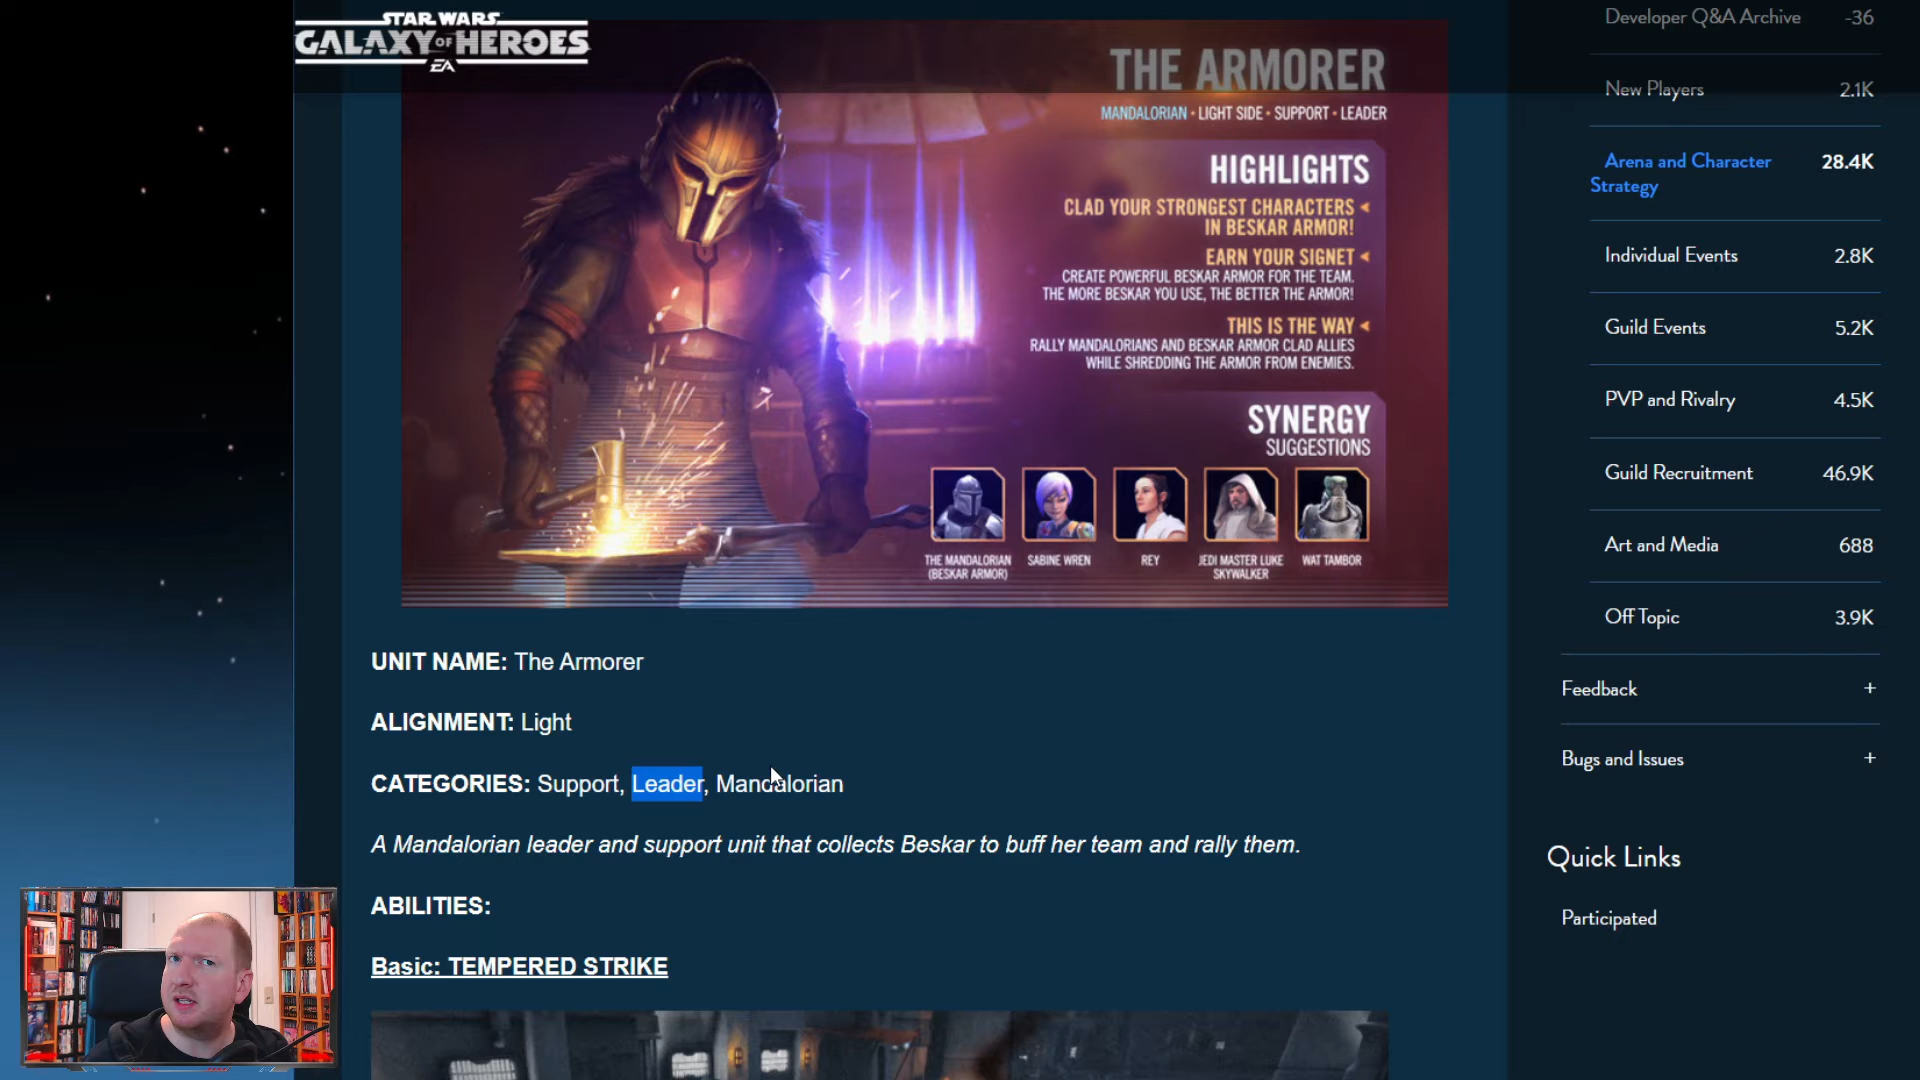 STAR WARS
GALAXY OF HEROES
EA
THE ARMORER
MANDALORIAN · LIGHT SIDE · SUPPORT · LEADER
HIGHLIGHTS
CLAD YOUR STRONGEST CHARACTERS
IN BESKAR ARMOR!
EARN YOUR SIGNET
CREATE POWERFUL BESKAR ARMOR FOR THE TEAM.
THE MORE BESKAR YOU USE, THE BETTER THE ARMOR!
THIS IS THE WAY
RALLY MANDALORIANS AND BESKAR ARMOR CLAD ALLIES
WHILE SHREDDING THE ARMOR FROM ENEMIES.
SYNERGY
SUGGESTIONS
THE MANDALORIAN
(BESKAR ARMOR)
SABINE WREN
REY
JEDI MASTER LUKE
SKYWALKER
WAT TAMBOR
UNIT NAME: The Armorer
ALIGNMENT: Light
CATEGORIES: Support, Leader, Mandalorian
A Mandalorian leader and support unit that collects Beskar to buff her team and rally them.
ABILITIES:
Basic: TEMPERED STRIKE
Developer Q&A Archive -36
New Players 2.1K
Arena and Character 28.4K
Strategy
Individual Events 2.8K
Guild Events 5.2K
PVP and Rivalry 4.5K
Guild Recruitment 46.9K
Art and Media 688
Off Topic 3.9K
Feedback +
Bugs and Issues +
Quick Links
Participated